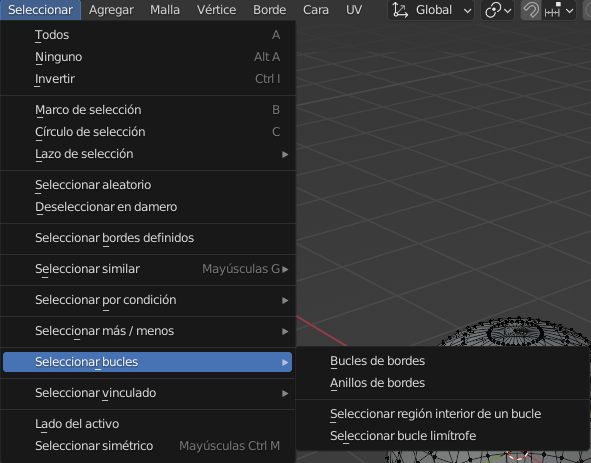 Seleccionar Agregar Malla Vértice Borde Cara UV Global
Todos A
Ninguno Alt A
Invertir Ctrl I
Marco de selección B
Círculo de selección C
Lazo de selección
Seleccionar aleatorio
Deseleccionar en damero
Seleccionar bordes definidos
Seleccionar similar Mayúsculas G
Seleccionar por condición
Seleccionar más / menos
Seleccionar bucles
Bucles de bordes
Anillos de bordes
Seleccionar región interior de un bucle
Seleccionar bucle limítrofe
Seleccionar vinculado
Lado del activo
Seleccionar simétrico Mayúsculas Ctrl M